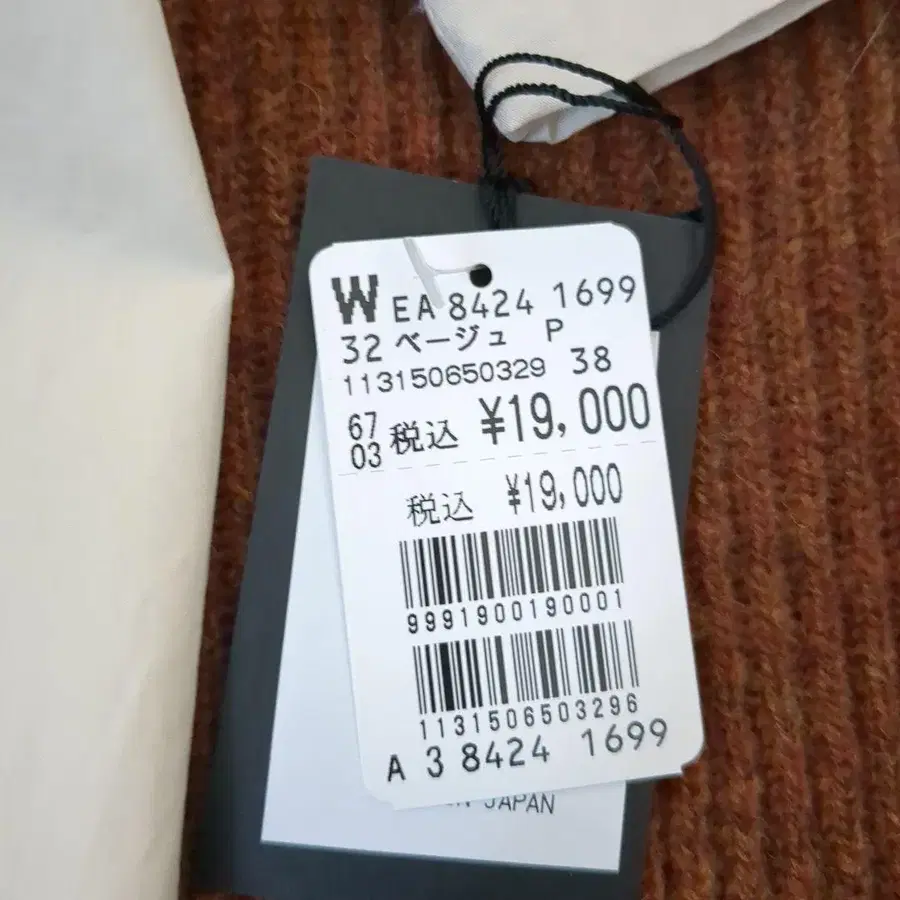 W EA 8424 1699
32 ベージュ P
113150650329 38
67 03 税込 ¥19,000
税込 ¥19,000
9991900190001
1131506503296
A 3 8424 1699
JAPAN